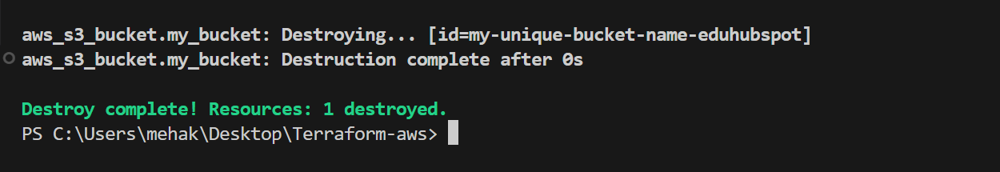 aws_s3_bucket.my_bucket: Destroying... [id=my-unique-bucket-name-eduhubspot]
aws_s3_bucket.my_bucket: Destruction complete after 0s
Destroy complete! Resources: 1 destroyed.
PS C:\Users\mehak\Desktop\Terraform-aws>